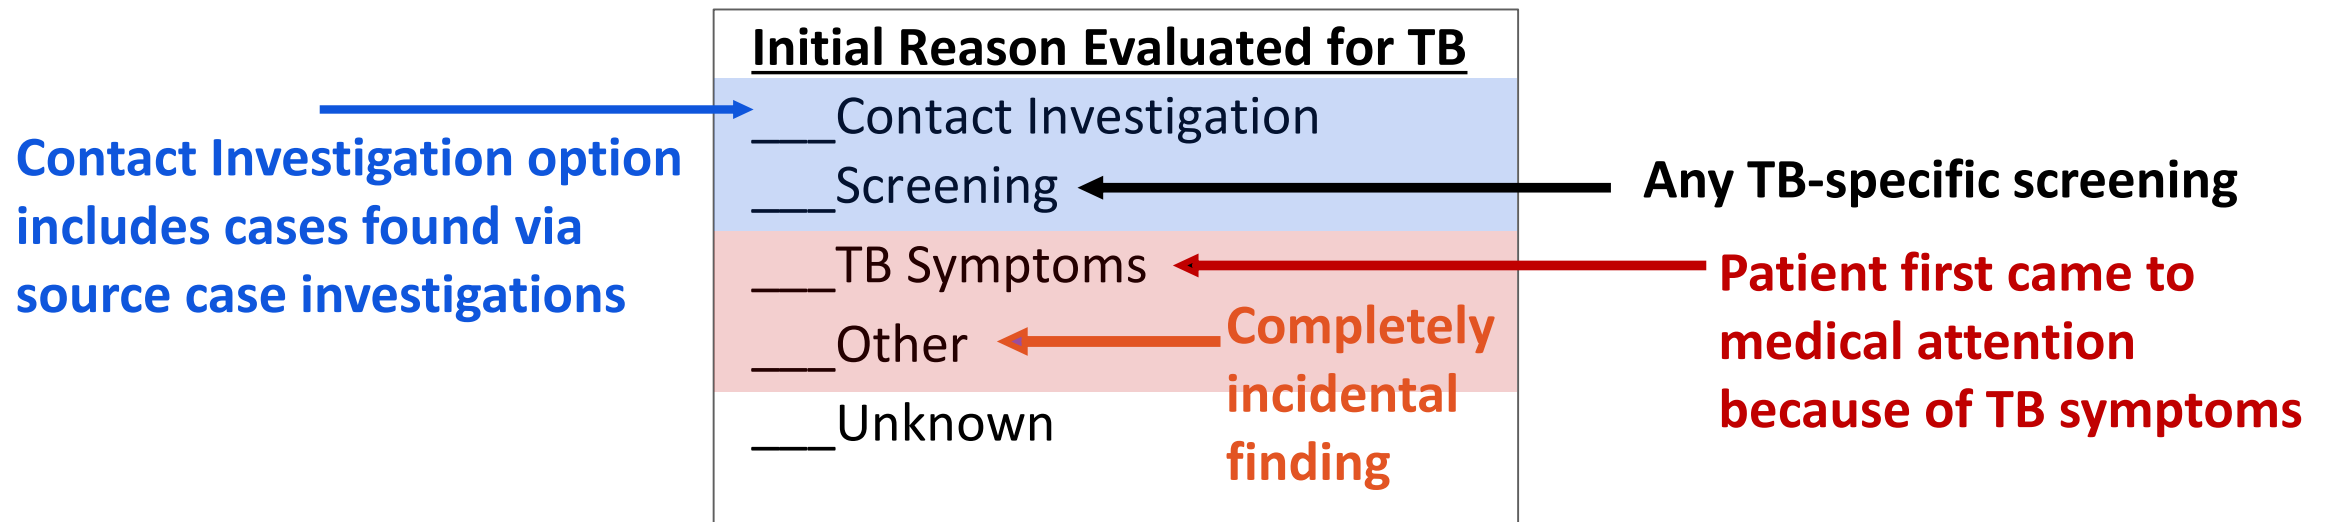 Initial Reason Evaluated for TB
___Contact Investigation
___Screening
___TB Symptoms
___Other
___Unknown
Contact Investigation option
includes cases found via
source case investigations
Any TB-specific screening
Patient first came to
medical attention
because of TB symptoms
Completely
incidental
finding